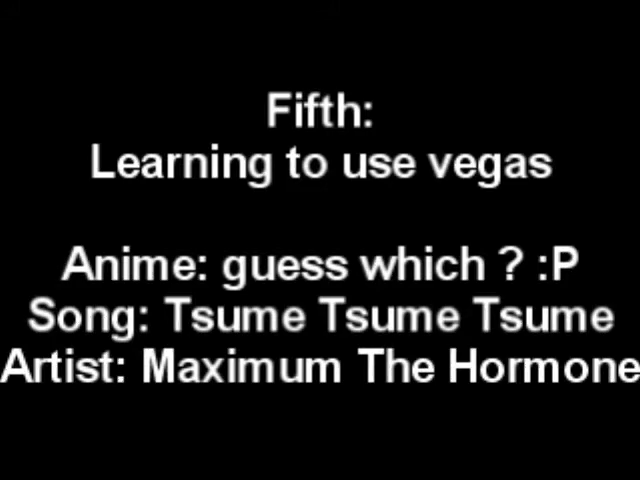 Fifth:
Learning to use vegas
Anime: guess which ? :P
Song: Tsume Tsume Tsume
Artist: Maximum The Hormone